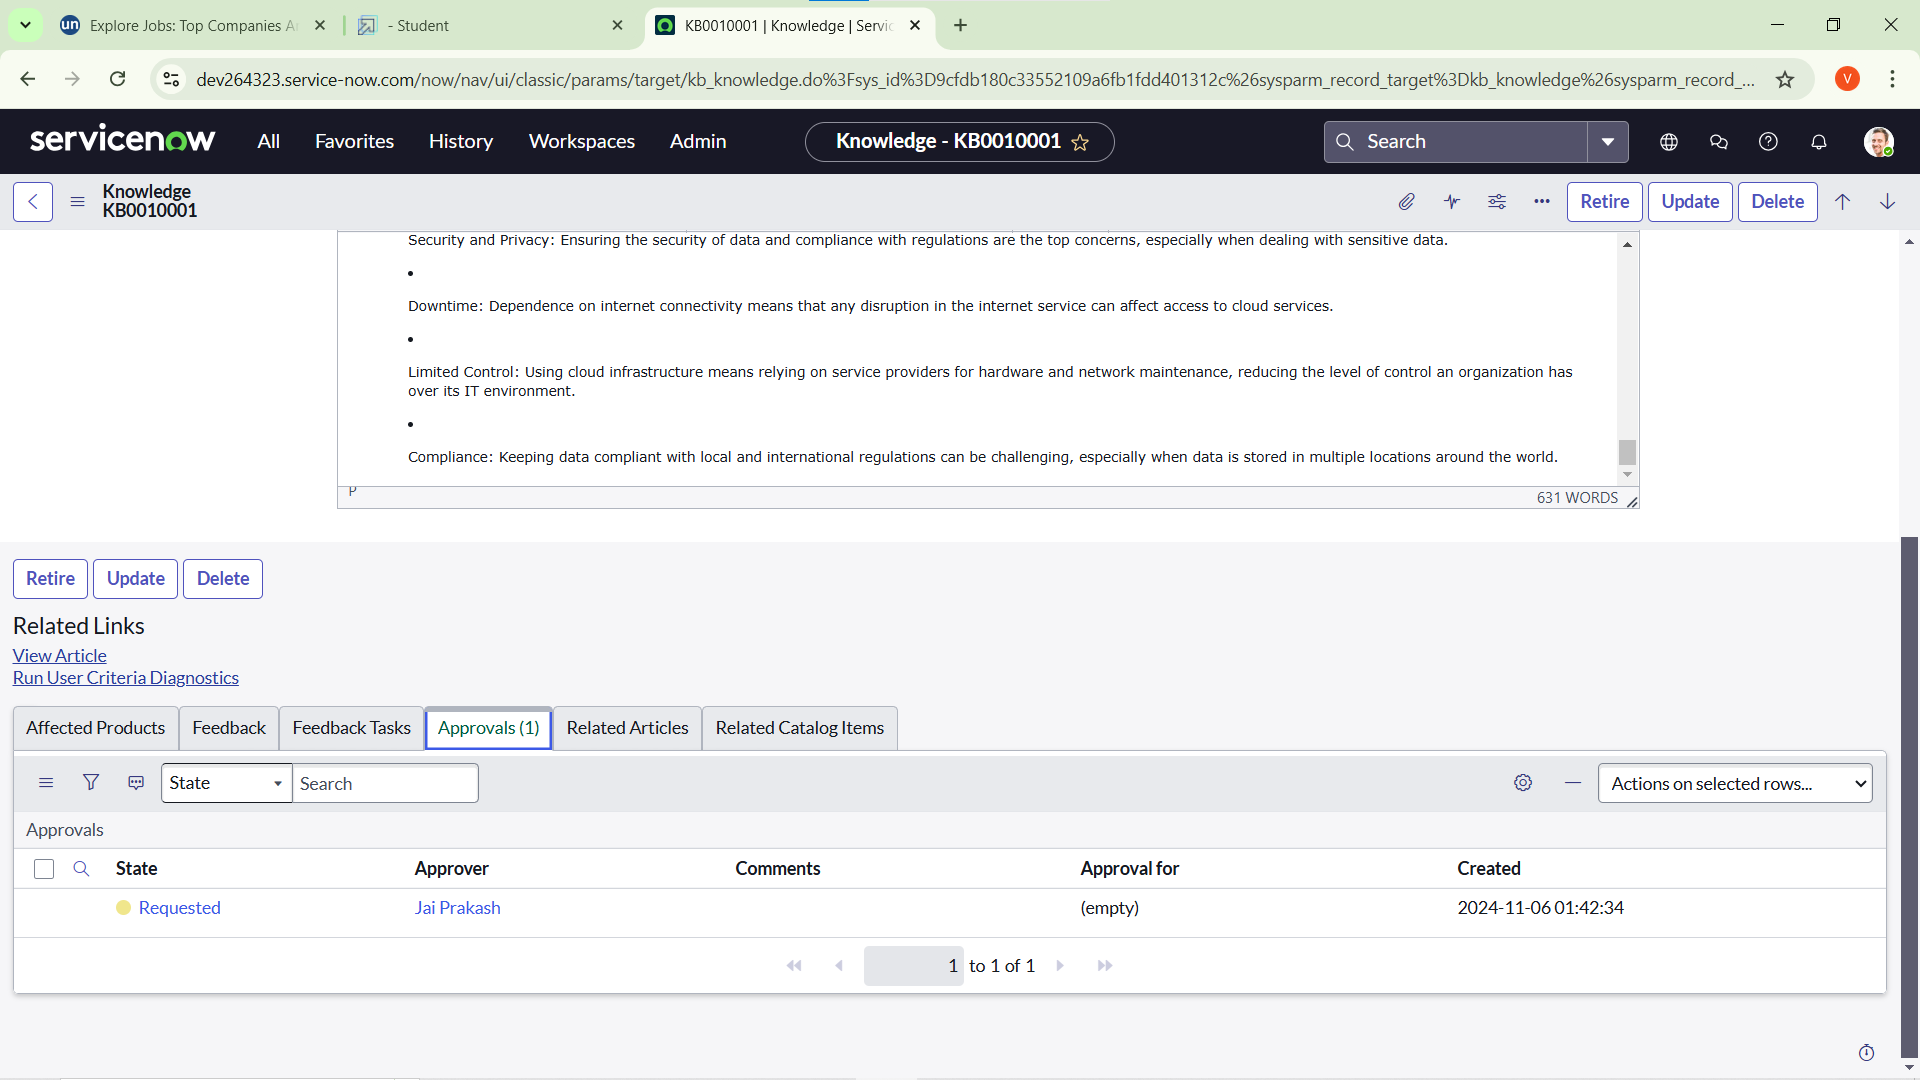 un Explore Jobs: Top Companies A
- Student
KB0010001 | Knowledge | Servic
dev264323.service-now.com/now/nav/ui/classic/params/target/kb_knowledge.do%3Fsys_id%3D9cfdb180c33552109a6fb1fdd401312c%26sysparm_record_target%3Dkb_knowledge%26sysparm_record_...
V
servicenow All Favorites History Workspaces Admin Knowledge - KB0010001 Search
Knowledge
KB0010001
Retire Update Delete
Security and Privacy: Ensuring the security of data and compliance with regulations are the top concerns, especially when dealing with sensitive data.
•
Downtime: Dependence on internet connectivity means that any disruption in the internet service can affect access to cloud services.
•
Limited Control: Using cloud infrastructure means relying on service providers for hardware and network maintenance, reducing the level of control an organization has
over its IT environment.
•
Compliance: Keeping data compliant with local and international regulations can be challenging, especially when data is stored in multiple locations around the world.
P 631 WORDS
Retire Update Delete
Related Links
View Article
Run User Criteria Diagnostics
Affected Products Feedback Feedback Tasks Approvals (1) Related Articles Related Catalog Items
State Search Actions on selected rows...
Approvals
State Approver Comments Approval for Created
Requested Jai Prakash (empty) 2024-11-06 01:42:34
1 to 1 of 1